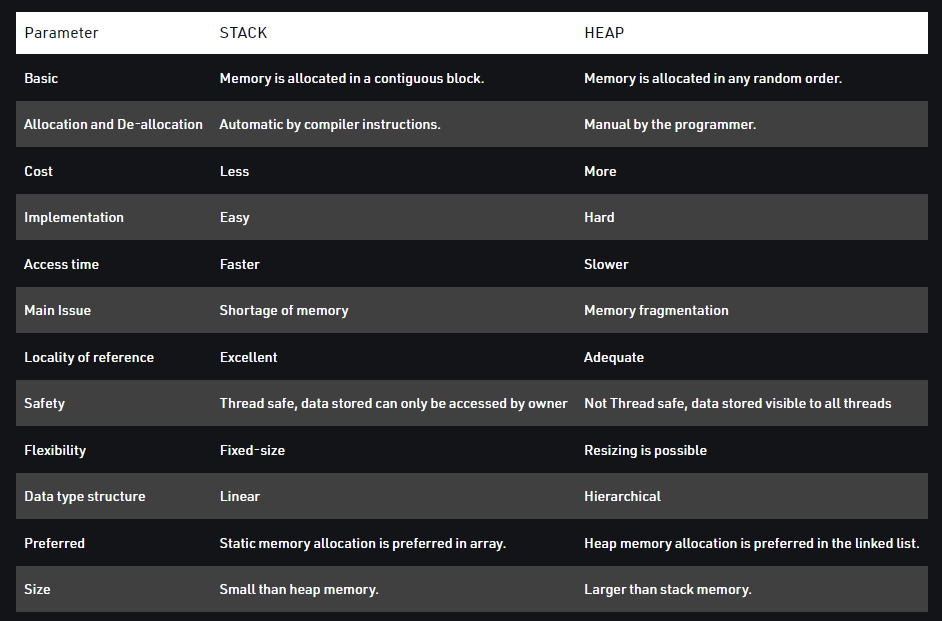 Parameter STACK HEAP
Basic Memory is allocated in a contiguous block. Memory is allocated in any random order.
Allocation and De-allocation Automatic by compiler instructions. Manual by the programmer.
Cost Less More
Implementation Easy Hard
Access time Faster Slower
Main Issue Shortage of memory Memory fragmentation
Locality of reference Excellent Adequate
Safety Thread safe, data stored can only be accessed by owner Not Thread safe, data stored visible to all threads
Flexibility Fixed-size Resizing is possible
Data type structure Linear Hierarchical
Preferred Static memory allocation is preferred in array. Heap memory allocation is preferred in the linked list.
Size Small than heap memory. Larger than stack memory.